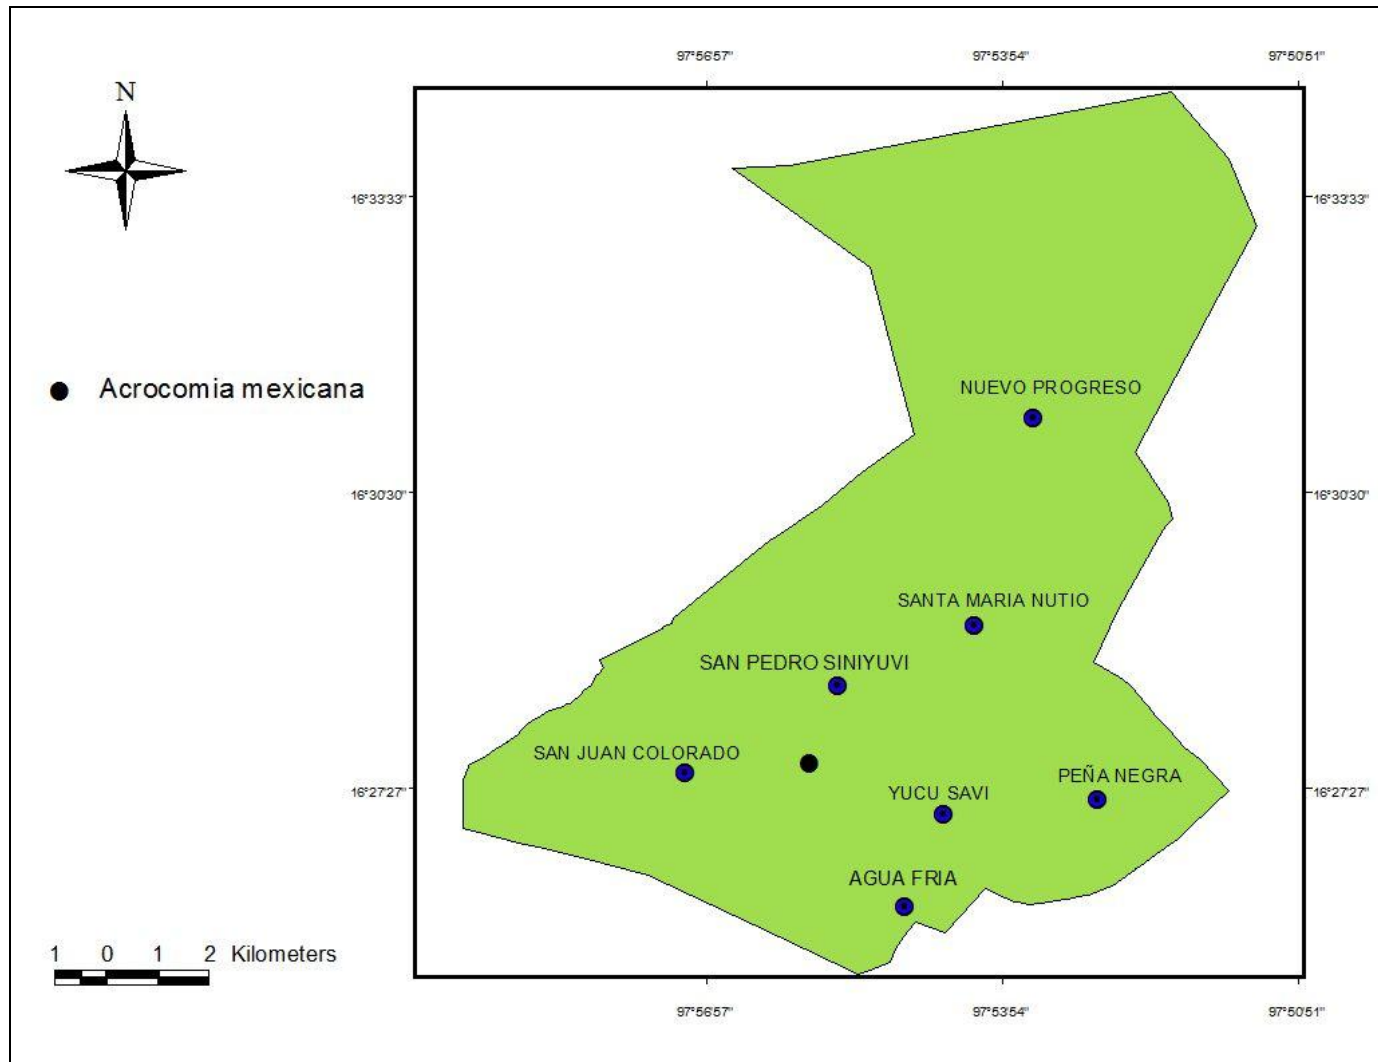 97°56'57" 97°53'54" 97°50'51"
N
16°33'33" 16°33'33"
Acrocomia mexicana
NUEVO PROGRESO
16°30'30" 16°30'30"
SANTA MARIA NUTIO
SAN PEDRO SINIYUVI
SAN JUAN COLORADO
PEÑA NEGRA
16°27'27" 16°27'27"
YUCU SAVI
AGUA FRIA
1 0 1 2 Kilometers
97°56'57" 97°53'54" 97°50'51"